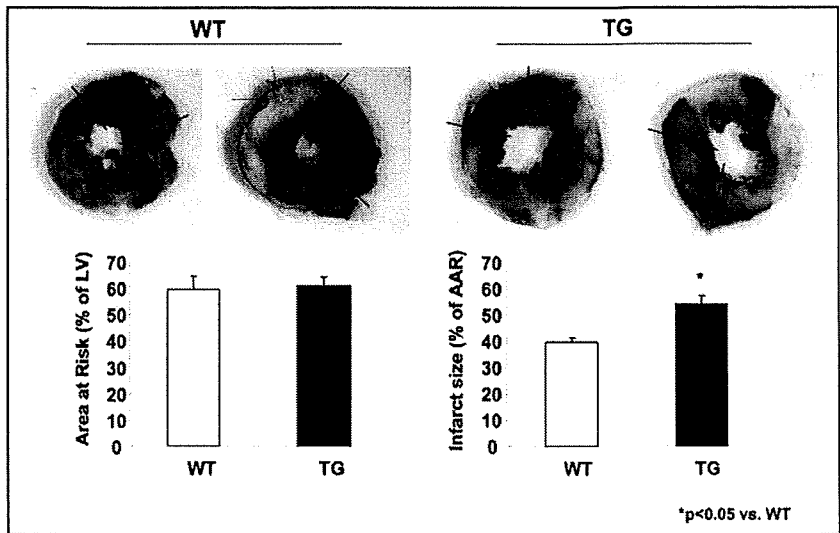 WT TG
Area at Risk (% of LV)
70
60
50
40
30
20
10
0
WT TG
Infarct size (% of AAR)
70
60
50
40
30
20
10
0
*
WT TG
*p<0.05 vs. WT